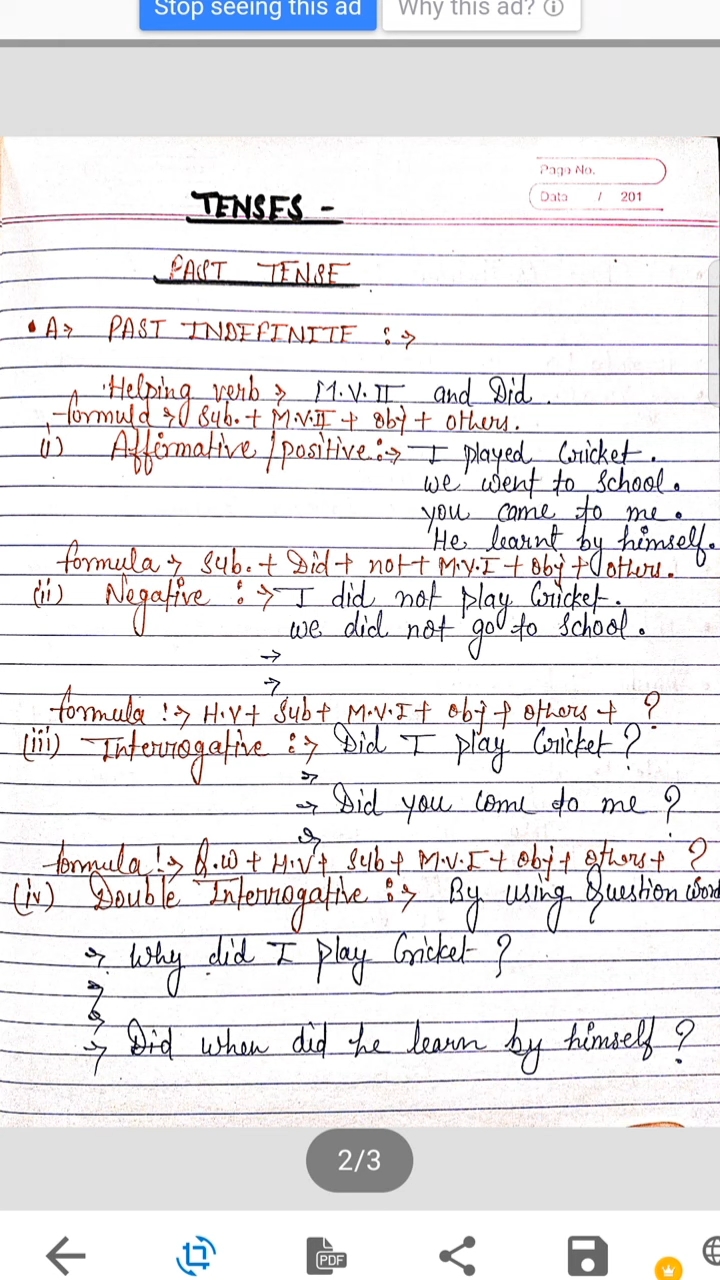 Stop seeing this ad
Why this ad?
Page No.
Date / 201
TENSES -
PAST TENSE
• A→ PAST INDEFINITE :→
Helping verb → M.V.II and Did.
formula → Sub. + M.V.II + obj + others.
(i) Affirmative / positive :→ I played Cricket.
we went to school.
you came to me.
He learnt by himself.
formula → Sub. + Did + not + M.V.I + obj + others.
(ii) Negative :→ I did not play Cricket.
we did not go to school.
→
→
formula :→ H.V + Sub + M.V.I + obj + others + ?
(iii) Interrogative :→ Did I play Cricket?
→
→ Did you come to me?
→
formula :→ Q.W + H.V + Sub + M.V.I + obj + others + ?
(iv) Double Interrogative :→ By using Question word
→ Why did I play Cricket?
→
→
→ Did when did he learn by himself?
2/3
PDF